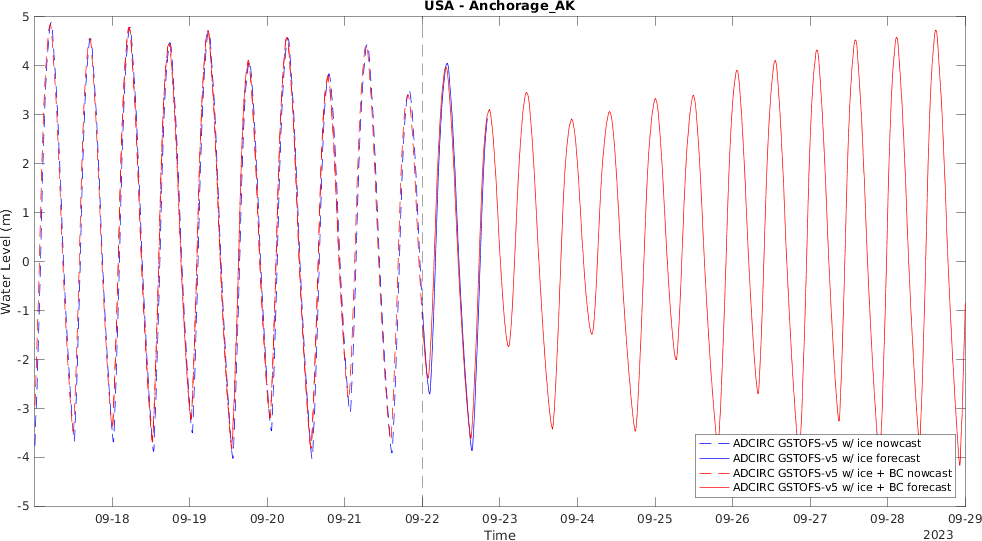 USA - Anchorage_AK
5
4
3
2
1
0
-1
-2
-3
-4
-5
Water Level (m)
ADCIRC GSTOFS-v5 w/ ice nowcast
ADCIRC GSTOFS-v5 w/ ice forecast
ADCIRC GSTOFS-v5 w/ ice + BC nowcast
ADCIRC GSTOFS-v5 w/ ice + BC forecast
09-18 09-19 09-20 09-21 09-22 09-23 09-24 09-25 09-26 09-27 09-28 09-29
Time 2023